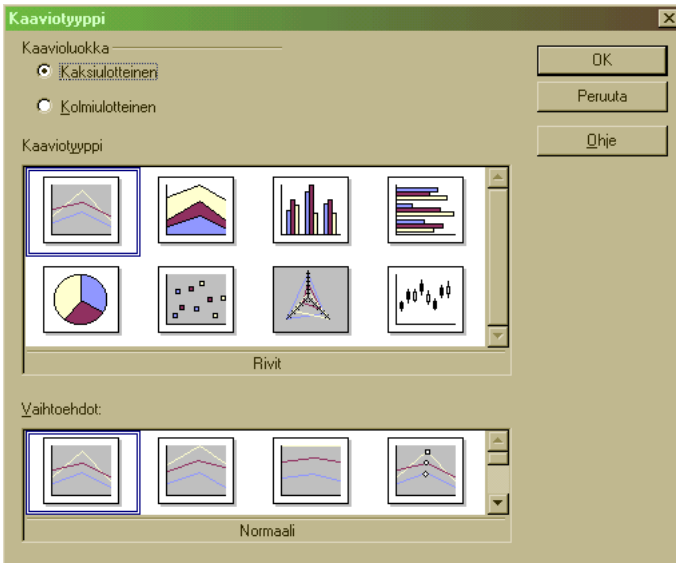 Kaaviotyyppi
Kaavioluokka
Kaksiulotteinen
Kolmiulotteinen
OK
Peruuta
Ohje
Kaaviotyyppi
Rivit
Vaihtoehdot:
Normaali